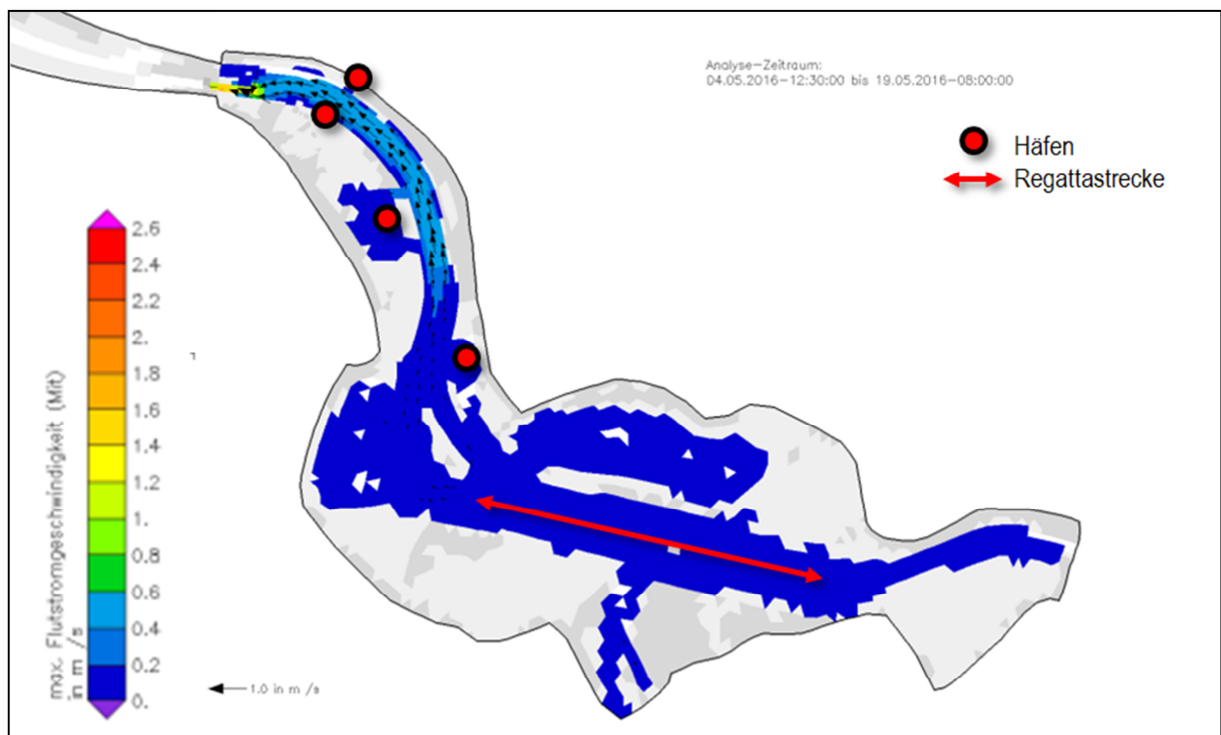 Analyse-Zeitraum:
04.05.2016-12:30:00 bis 19.05.2016-08:00:00
Häfen
Regattastrecke
max. Flutstromgeschwindigkeit (Mit)
in m / s
2.6
2.4
2.2
2.
1.8
1.6
1.4
1.2
1.
0.8
0.6
0.4
0.2
0.
1.0 in m /s